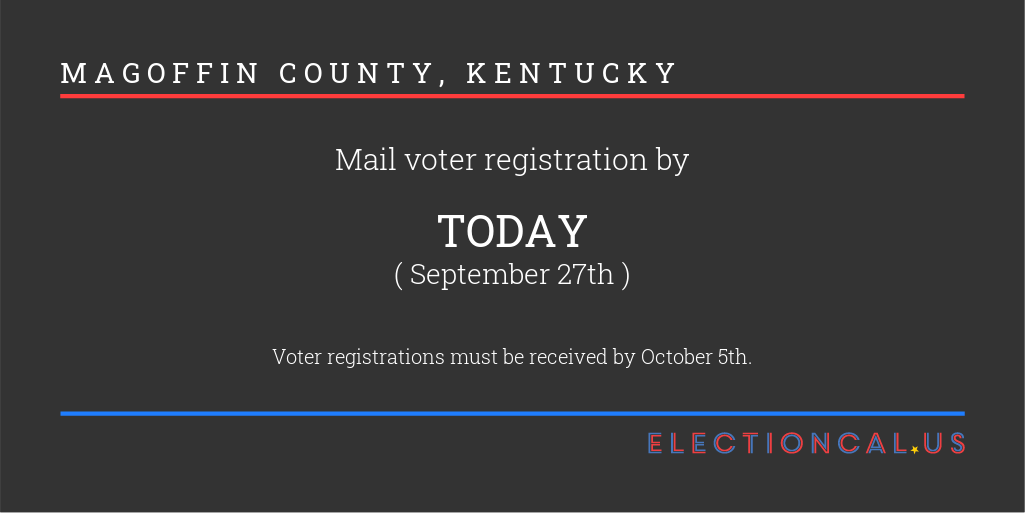 MAGOFFIN COUNTY, KENTUCKY
Mail voter registration by
TODAY
( September 27th )
Voter registrations must be received by October 5th.
ELECTIONCAL.US